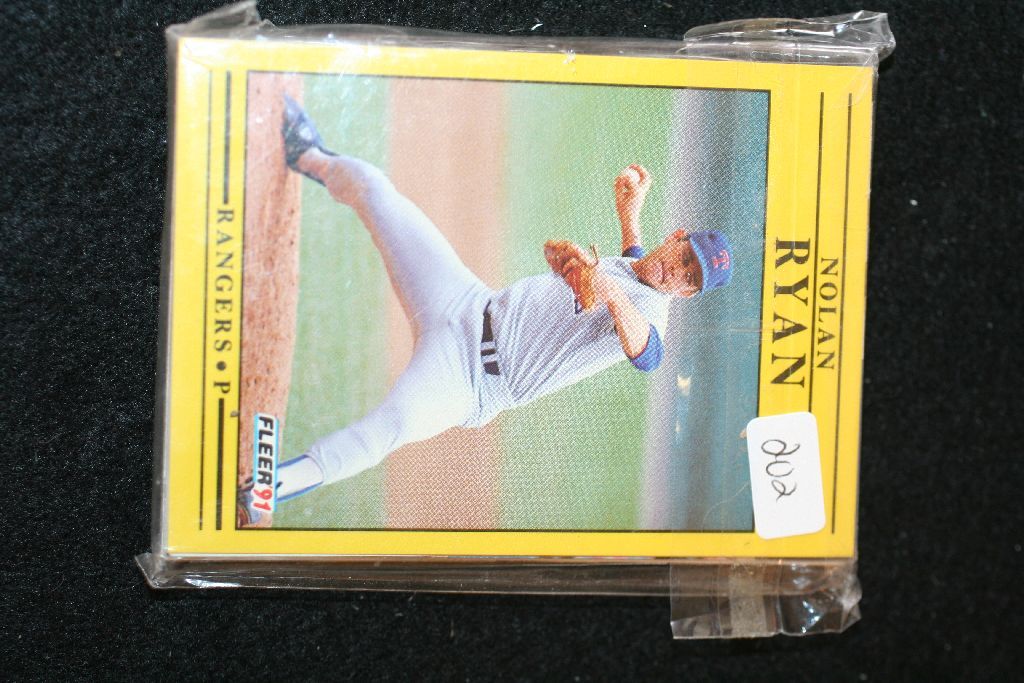 NOLAN
RYAN
202
T
FLEER 91
RANGERS • P